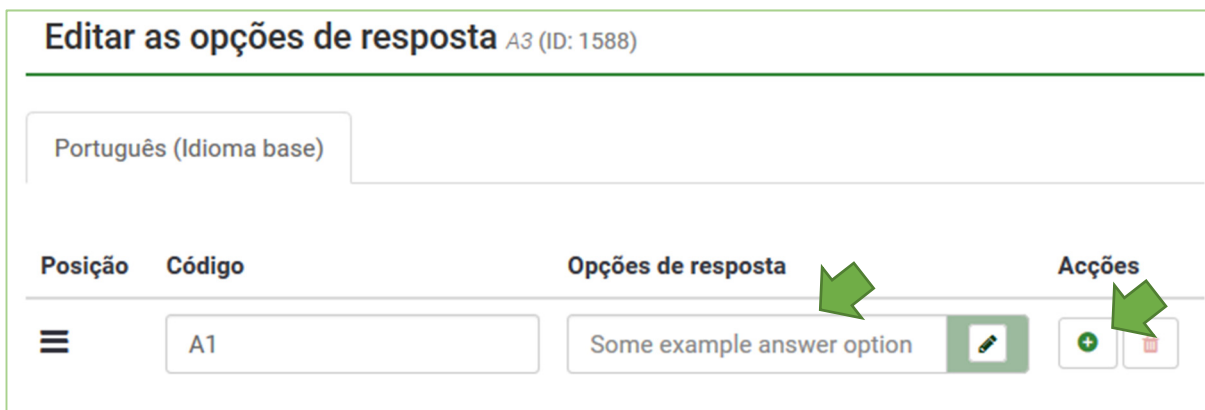 Editar as opções de resposta A3 (ID: 1588)
Português (Idioma base)
Posição Código Opções de resposta Acções
A1 Some example answer option